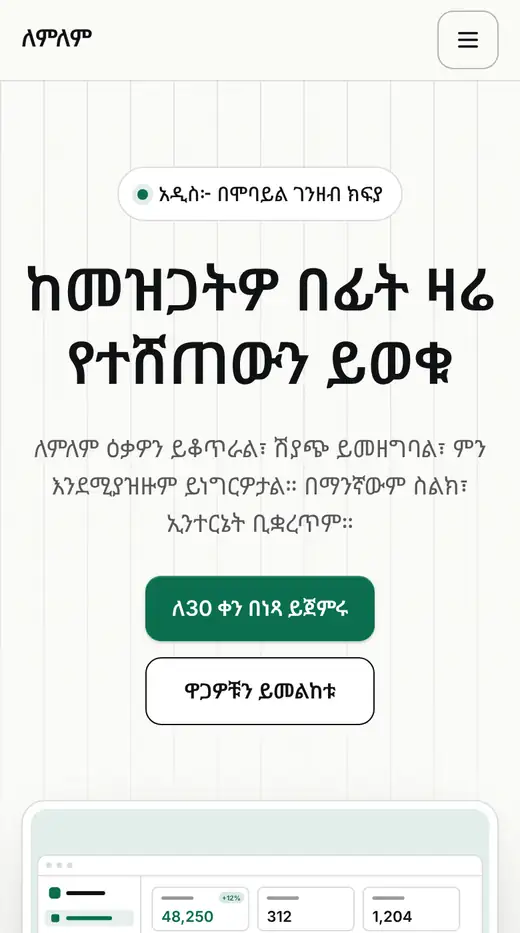 ለምለም
አዲስ፦ በሞባይል ገንዘብ ክፍያ
ከመዝጋትዎ በፊት ዛሬ
የተሸጠውን ይወቁ
ለምለም ዕቃዎን ይቆጥራል፣ ሽያጭ ይመዘግባል፣ ምን
እንደሚያዝዙም ይነግርዎታል። በማንኛውም ስልክ፣
ኢንተርኔት ቢቋረጥም።
ለ30 ቀን በነጻ ይጀምሩ
ዋጋዎቹን ይመልከቱ
+12%
48,250
312
1,204